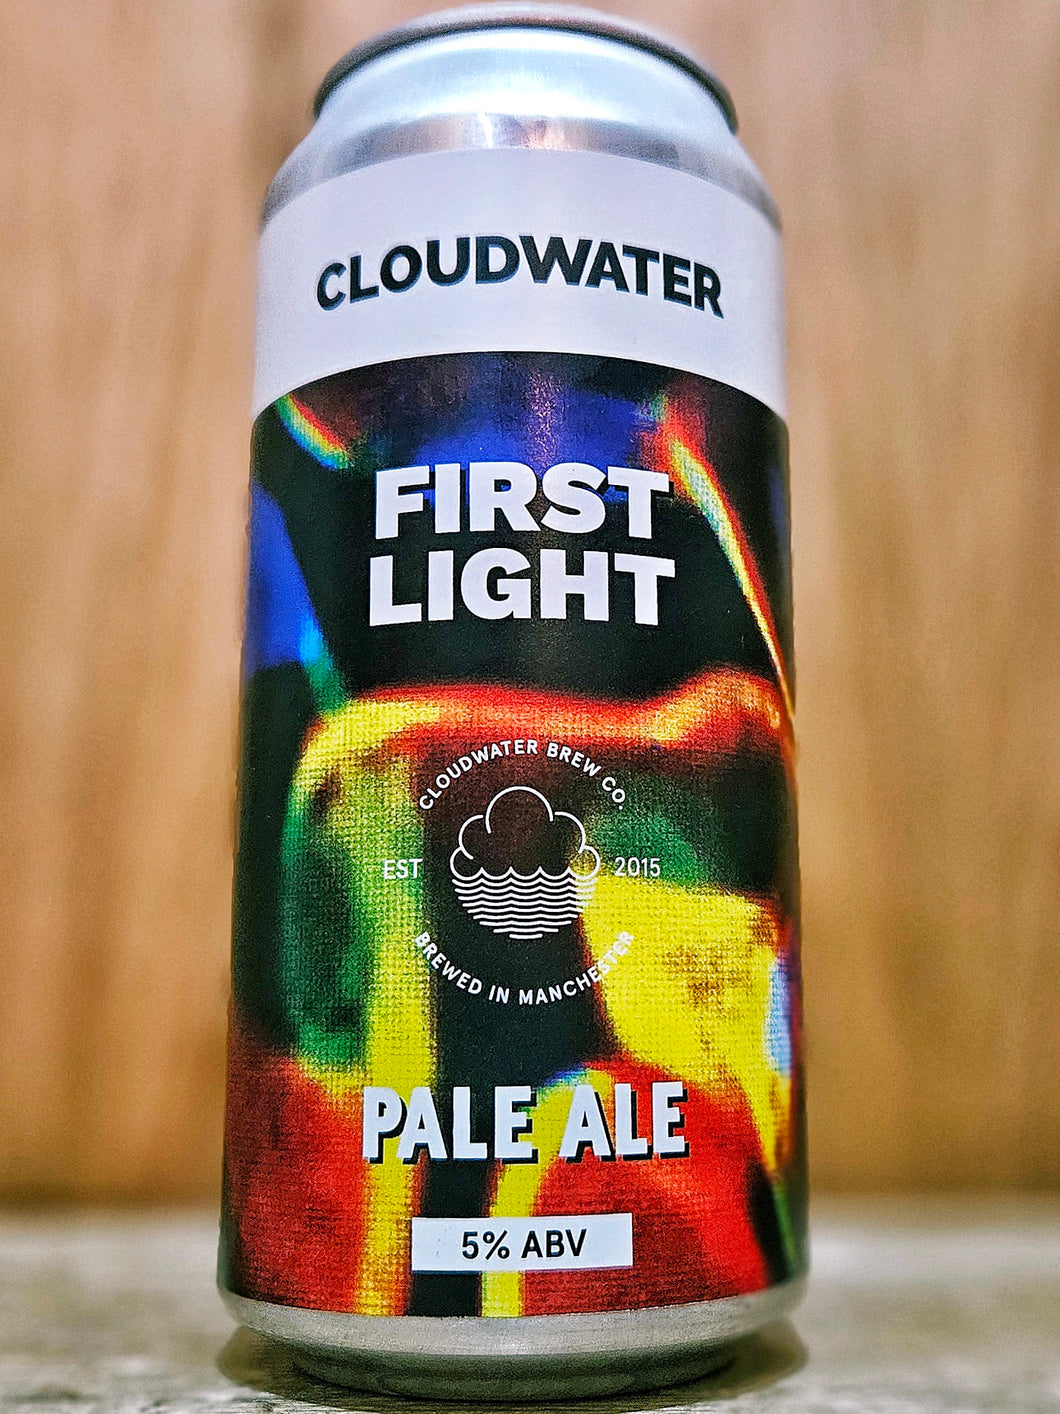 CLOUDWATER
FIRST
LIGHT
CLOUDWATER BREW CO.
EST 2015
BREWED IN MANCHESTER
PALE ALE
5% ABV